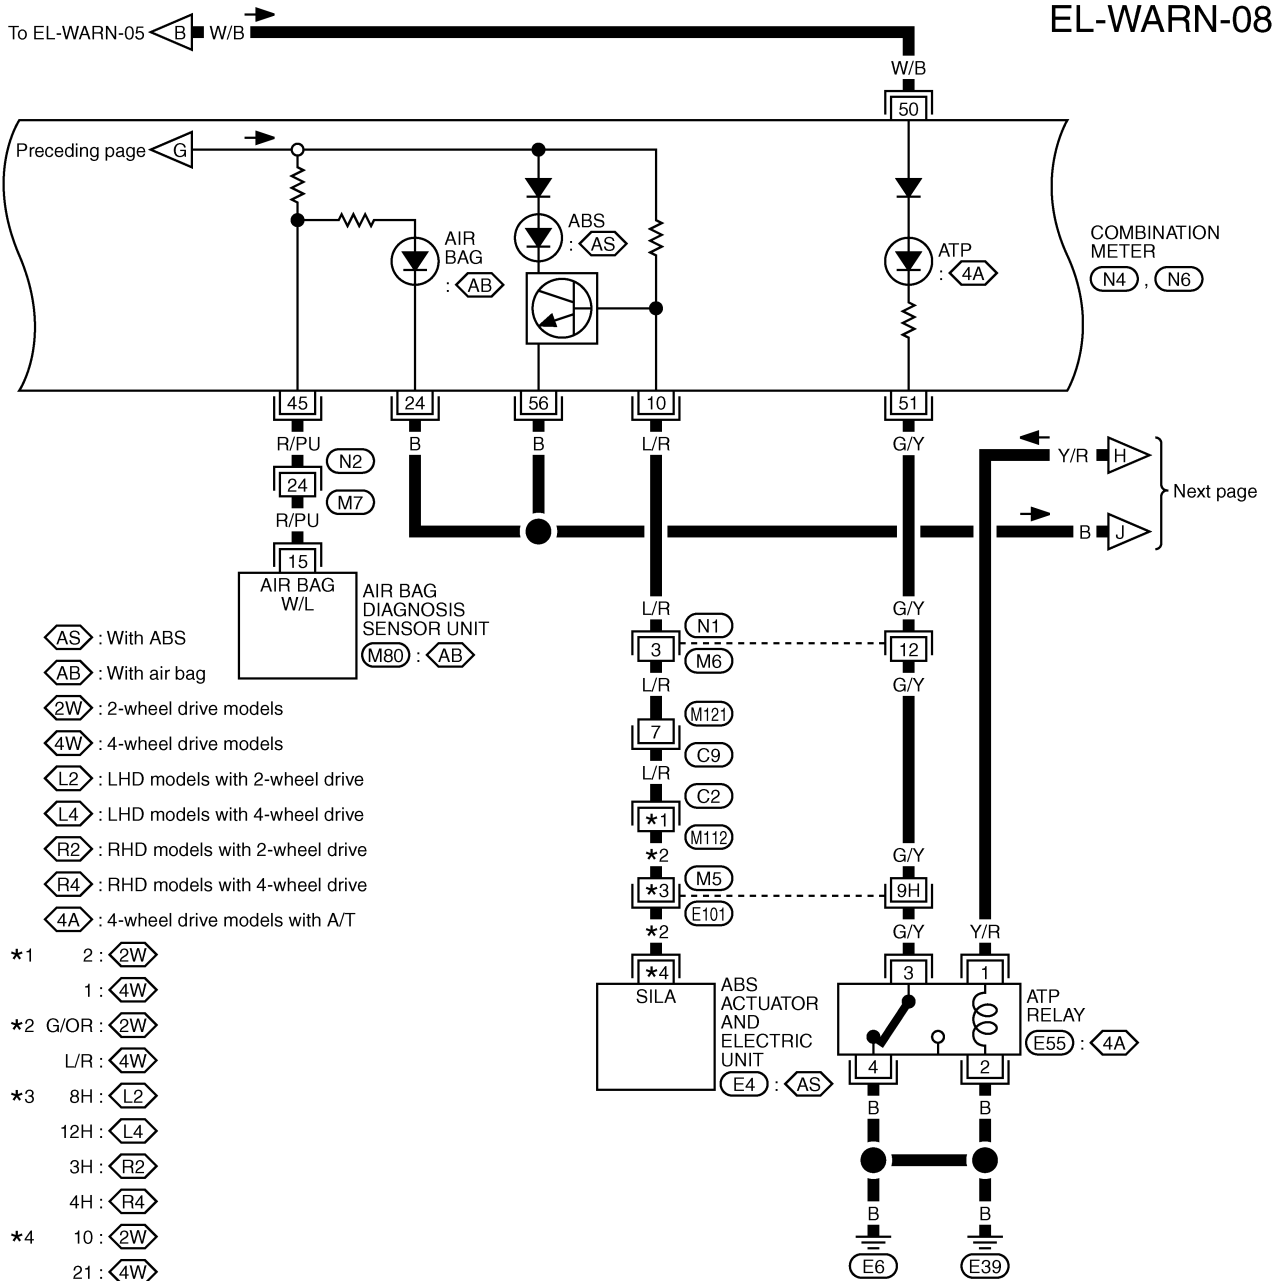 EL-WARN-08
To EL-WARN-05 B W/B
W/B
50
Preceding page G
AIR
BAG
: AB
ABS
: AS
ATP
: 4A
COMBINATION
METER
N4 , N6
45 24 56 10 51
R/PU B B L/R G/Y
N2
24
M7
R/PU
15
AIR BAG
W/L
AIR BAG
DIAGNOSIS
SENSOR UNIT
M80 : AB
Y/R H
Next page
B J
L/R G/Y
N1
3 12
M6
L/R G/Y
M121
7
C9
L/R
C2
*1
M112
*2 G/Y
M5
*3 9H
E101
*2 G/Y Y/R
*4 3 1
SILA
ABS
ACTUATOR
AND
ELECTRIC
UNIT
E4 : AS
ATP
RELAY
E55 : 4A
4 2
B B
B B
E6 E39
AS : With ABS
AB : With air bag
2W : 2-wheel drive models
4W : 4-wheel drive models
L2 : LHD models with 2-wheel drive
L4 : LHD models with 4-wheel drive
R2 : RHD models with 2-wheel drive
R4 : RHD models with 4-wheel drive
4A : 4-wheel drive models with A/T
*1 2 : 2W
1 : 4W
*2 G/OR : 2W
L/R : 4W
*3 8H : L2
12H : L4
3H : R2
4H : R4
*4 10 : 2W
21 : 4W